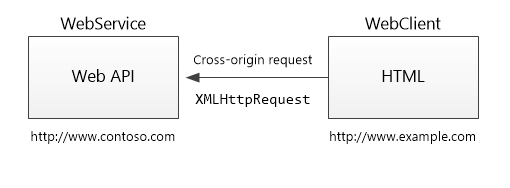 WebService
WebClient
Web API
Cross-origin request
XMLHttpRequest
HTML
http://www.contoso.com
http://www.example.com